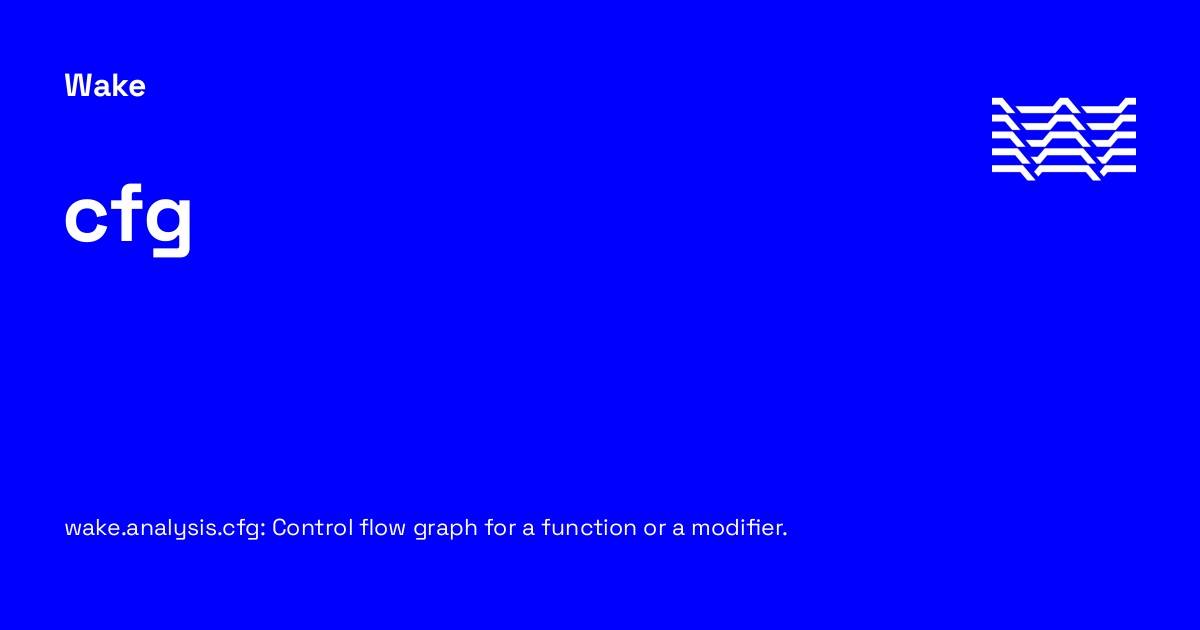 Wake
cfg
wake.analysis.cfg: Control flow graph for a function or a modifier.